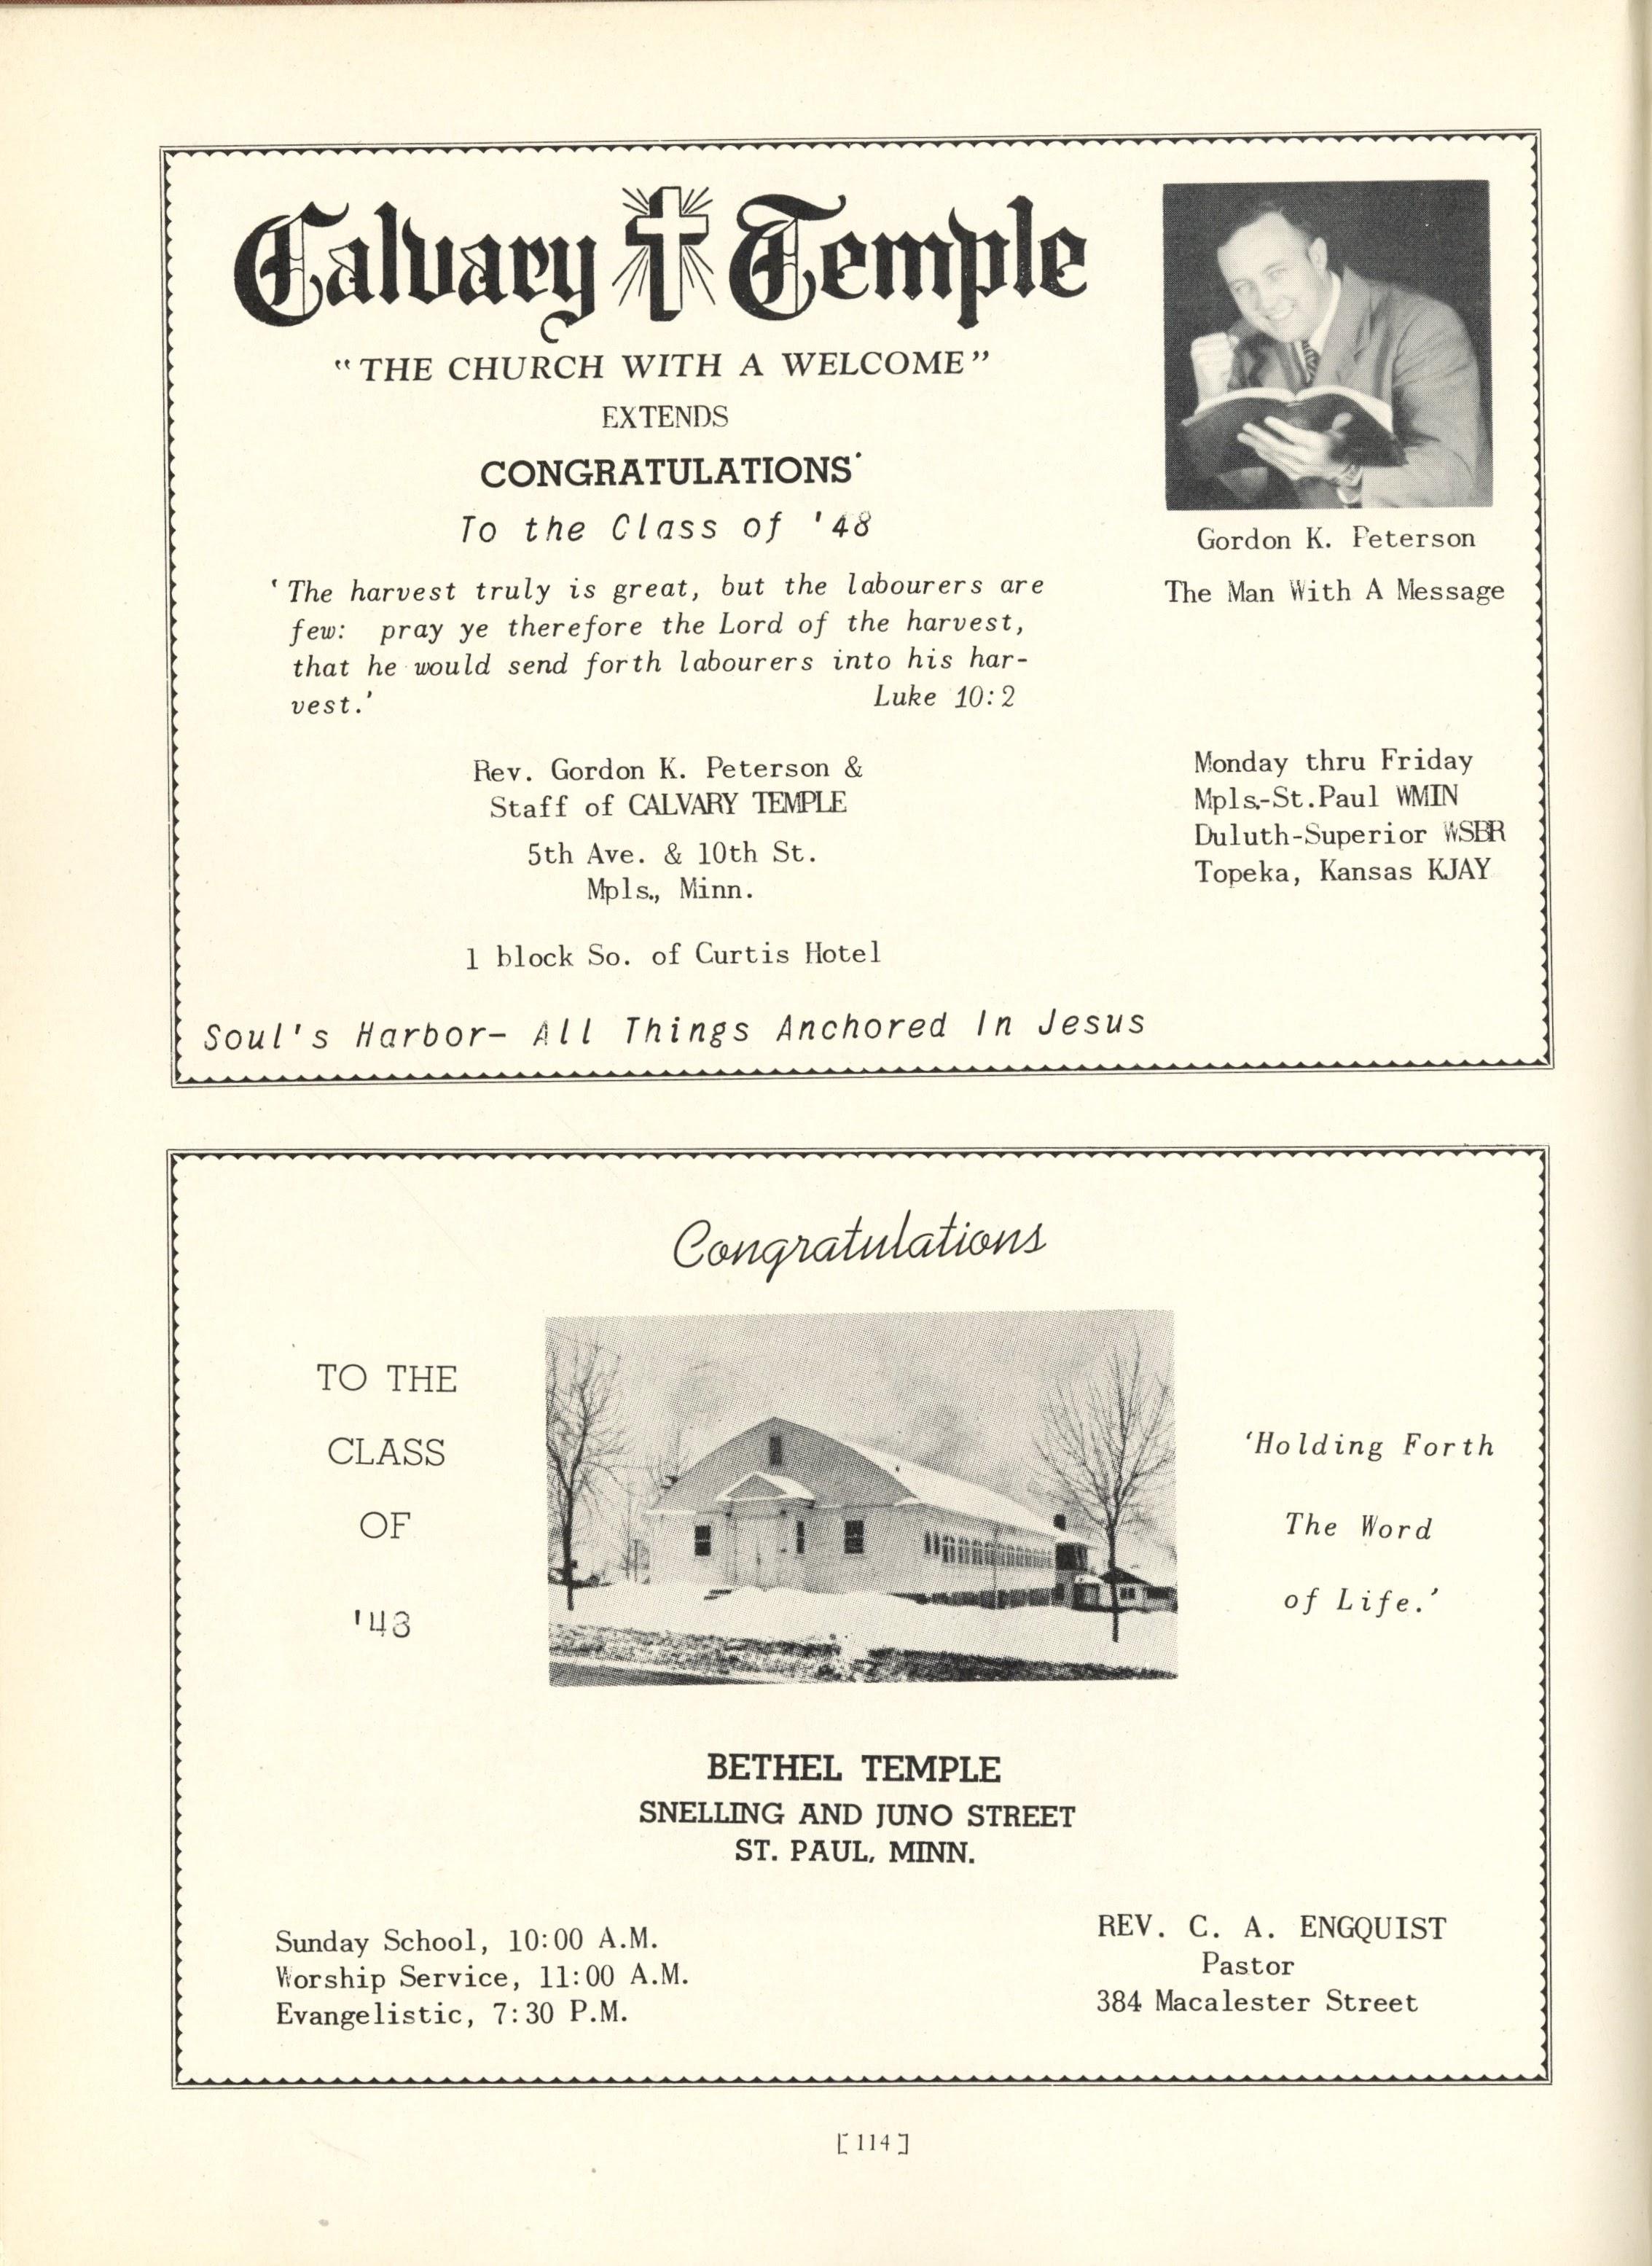 Calvary Temple
"THE CHURCH WITH A WELCOME"
EXTENDS
CONGRATULATIONS
To the Class of '48
'The harvest truly is great, but the labourers are
few: pray ye therefore the Lord of the harvest,
that he would send forth labourers into his har-
vest.' Luke 10:2
Rev. Gordon K. Peterson &
Staff of CALVARY TEMPLE
5th Ave. & 10th St.
Mpls., Minn.
1 block So. of Curtis Hotel
Gordon K. Peterson
The Man With A Message
Monday thru Friday
Mpls.-St.Paul WMIN
Duluth-Superior WSBR
Topeka, Kansas KJAY
Soul's Harbor- All Things Anchored In Jesus
Congratulations
TO THE
CLASS
OF
'48
'Holding Forth
The Word
of Life.'
BETHEL TEMPLE
SNELLING AND JUNO STREET
ST. PAUL, MINN.
Sunday School, 10:00 A.M.
Worship Service, 11:00 A.M.
Evangelistic, 7:30 P.M.
REV. C. A. ENGQUIST
Pastor
384 Macalester Street
[114]